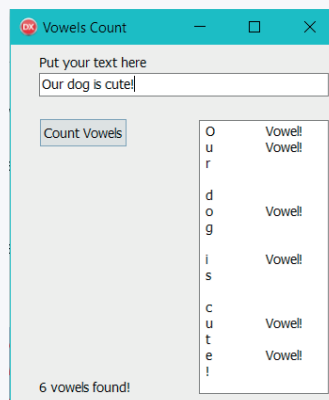 DX Vowels Count
Put your text here
Our dog is cute!
Count Vowels
O Vowel!
u Vowel!
r
d
o Vowel!
g
i Vowel!
s
c
u Vowel!
t
e Vowel!
!
6 vowels found!